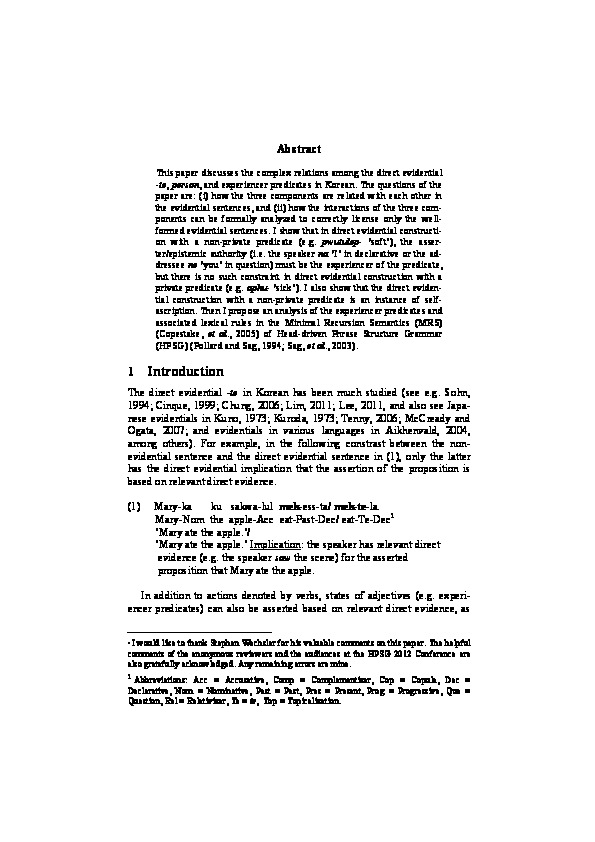 Abstract
This paper discusses the complex relations among the direct evidential
-te, person, and experiencer predicates in Korean. The questions of the
paper are: (i) how the three components are related with each other in
the evidential sentences, and (ii) how the interactions of the three com-
ponents can be formally analyzed to correctly license only the well-
formed evidential sentences. I show that in direct evidential constructi-
on with a non-private predicate (e.g. pwutulep- 'soft'), the asser-
ter/epistemic authority (i.e. the speaker na 'I' in declarative or the ad-
dressee ne 'you' in question) must be the experiencer of the predicate,
but there is no such constraint in direct evidential construction with a
private predicate (e.g. aphu- 'sick'). I also show that the direct eviden-
tial construction with a non-private predicate is an instance of self-
ascription. Then I propose an analysis of the experiencer predicates and
associated lexical rules in the Minimal Recursion Semantics (MRS)
(Copestake, et al., 2005) of Head-driven Phrase Structure Grammar
(HPSG) (Pollard and Sag, 1994; Sag, et al., 2003).
1 Introduction
The direct evidential -te in Korean has been much studied (see e.g. Sohn,
1994; Cinque, 1999; Chung, 2006; Lim, 2011; Lee, 2011, and also see Japa-
nese evidentials in Kuno, 1973; Kuroda, 1973; Tenny, 2006; McCready and
Ogata, 2007; and evidentials in various languages in Aikhenvald, 2004,
among others). For example, in the following constrast between the non-
evidential sentence and the direct evidential sentence in (1), only the latter
has the direct evidential implication that the assertion of the proposition is
based on relevant direct evidence.
(1) Mary-ka ku sakwa-lul mek-ess-ta/ mek-te-la.
Mary-Nom the apple-Acc eat-Past-Dec/ eat-Te-Dec1
'Mary ate the apple.'/
'Mary ate the apple.' Implication: the speaker has relevant direct
evidence (e.g. the speaker saw the scene) for the asserted
proposition that Mary ate the apple.
In addition to actions denoted by verbs, states of adjectives (e.g. experi-
encer predicates) can also be asserted based on relevant direct evidence, as
- I would like to thank Stephen Wechsler for his valuable comments on this paper. The helpful
comments of the anonymous reviewers and the audiences at the HPSG 2012 Conference are
also gratefully acknowledged. Any remaining errors are mine.
1 Abbreviations: Acc = Accusative, Comp = Complementizer, Cop = Copula, Dec =
Declarative, Nom = Nominative, Past = Past, Pres = Present, Prog = Progressive, Que =
Question, Rel = Relativizer, Te = te, Top = Topicalization.